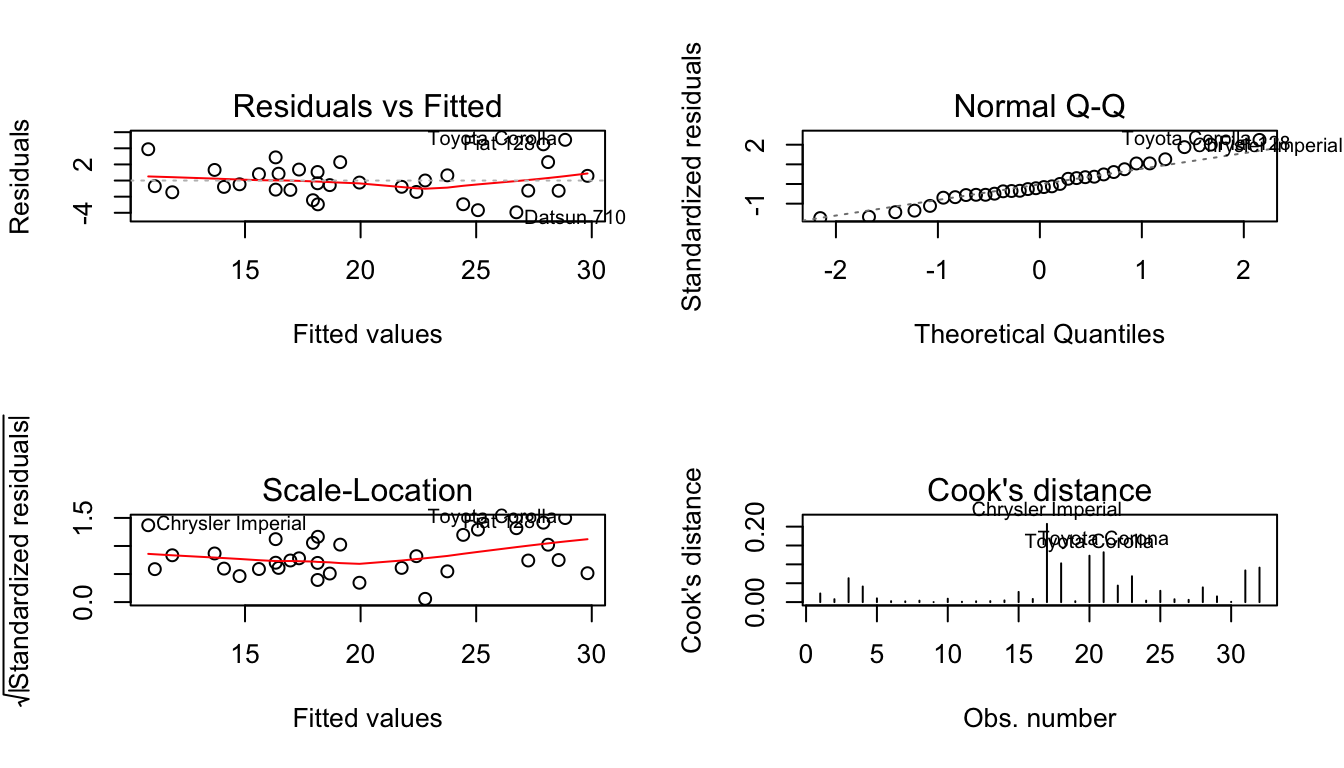 Residuals vs Fitted
Residuals
2
-4
Toyota Corolla
Fiat 128
Datsun 710
15 20 25 30
Fitted values
Normal Q-Q
Standardized residuals
2
-1
Toyota Corolla
Fiat 128
Chrysler Imperial
-2 -1 0 1 2
Theoretical Quantiles
Scale-Location
√|Standardized residuals|
1.5
0.0
Chrysler Imperial
Toyota Corolla
Fiat 128
15 20 25 30
Fitted values
Cook's distance
Cook's distance
0.20
0.00
Chrysler Imperial
Toyota Corona
Toyota Corolla
0 5 10 15 20 25 30
Obs. number